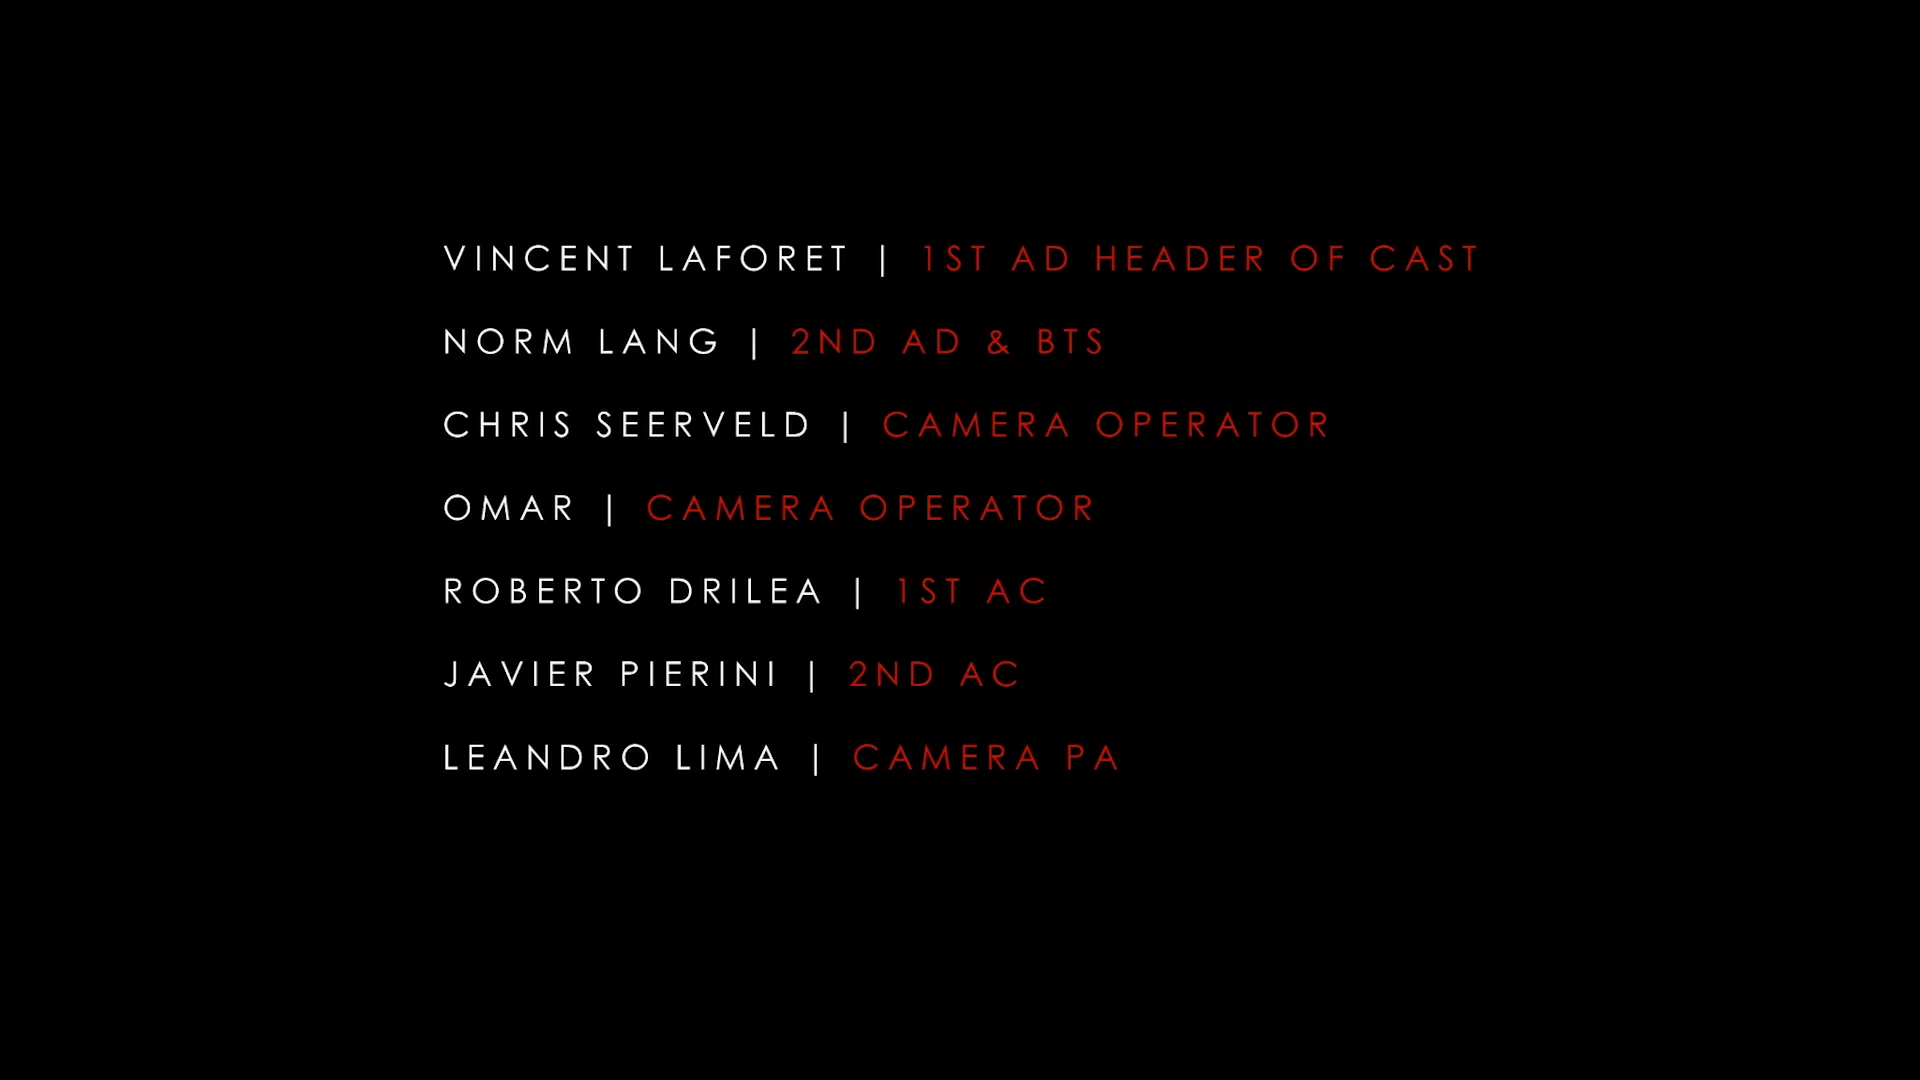 VINCENT LAFORET | 1ST AD HEADER OF CAST
NORM LANG | 2ND AD & BTS
CHRIS SEERVELD | CAMERA OPERATOR
OMAR | CAMERA OPERATOR
ROBERTO DRILEA | 1ST AC
JAVIER PIERINI | 2ND AC
LEANDRO LIMA | CAMERA PA